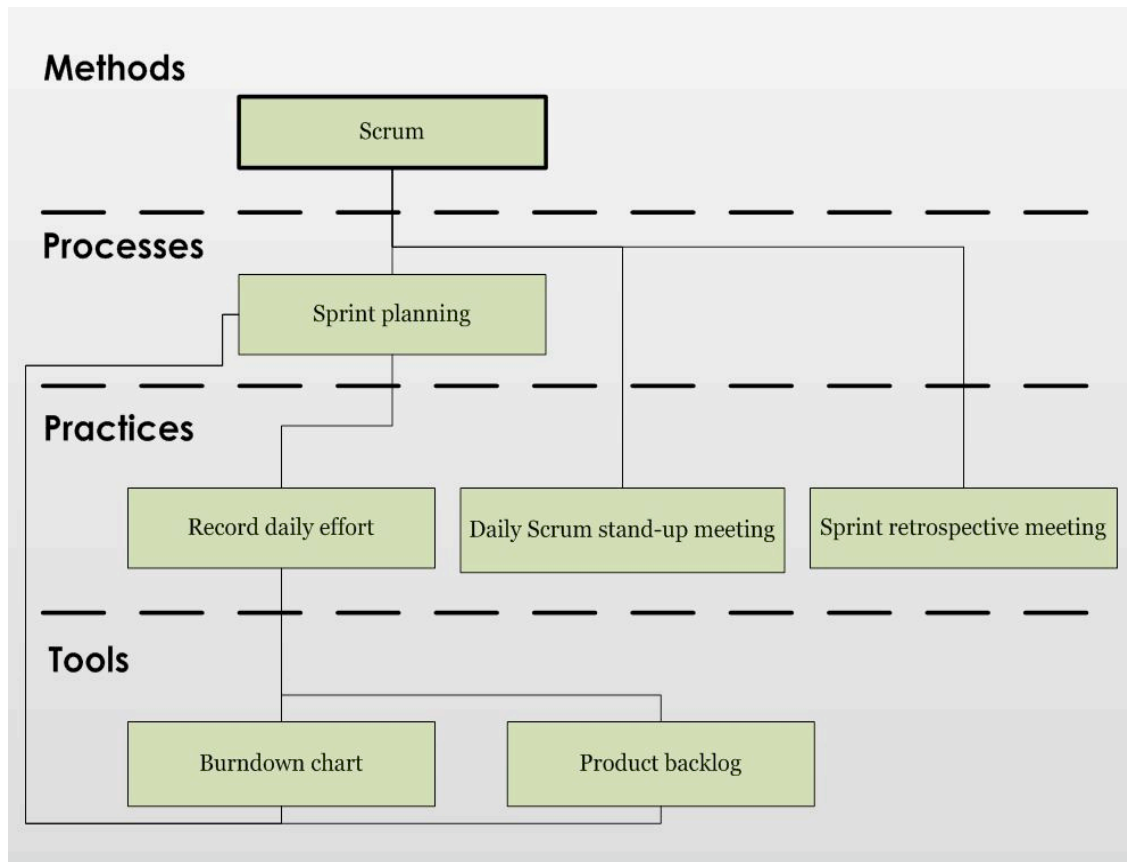 Methods
Scrum
Processes
Sprint planning
Practices
Record daily effort
Daily Scrum stand-up meeting
Sprint retrospective meeting
Tools
Burndown chart
Product backlog